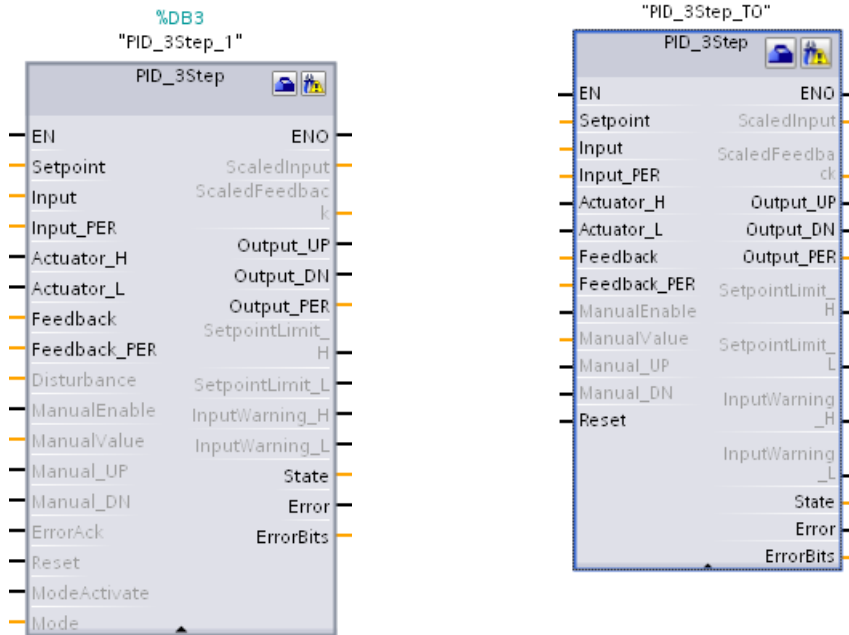 %DB3
"PID_3Step_1"
PID_3Step
EN
ENO
Setpoint
ScaledInput
Input
ScaledFeedbac
k
Input_PER
Output_UP
Actuator_H
Output_DN
Actuator_L
Output_PER
Feedback
SetpointLimit_
H
Feedback_PER
Disturbance
SetpointLimit_L
ManualEnable
InputWarning_H
ManualValue
InputWarning_L
Manual_UP
State
Manual_DN
Error
ErrorAck
ErrorBits
Reset
ModeActivate
Mode
"PID_3Step_TO"
PID_3Step
EN
ENO
Setpoint
ScaledInput
Input
ScaledFeedba
ck
Input_PER
Actuator_H
Output_UP
Actuator_L
Output_DN
Feedback
Output_PER
Feedback_PER
SetpointLimit_
H
ManualEnable
ManualValue
SetpointLimit_
L
Manual_UP
Manual_DN
InputWarning
_H
Reset
InputWarning
_L
State
Error
ErrorBits